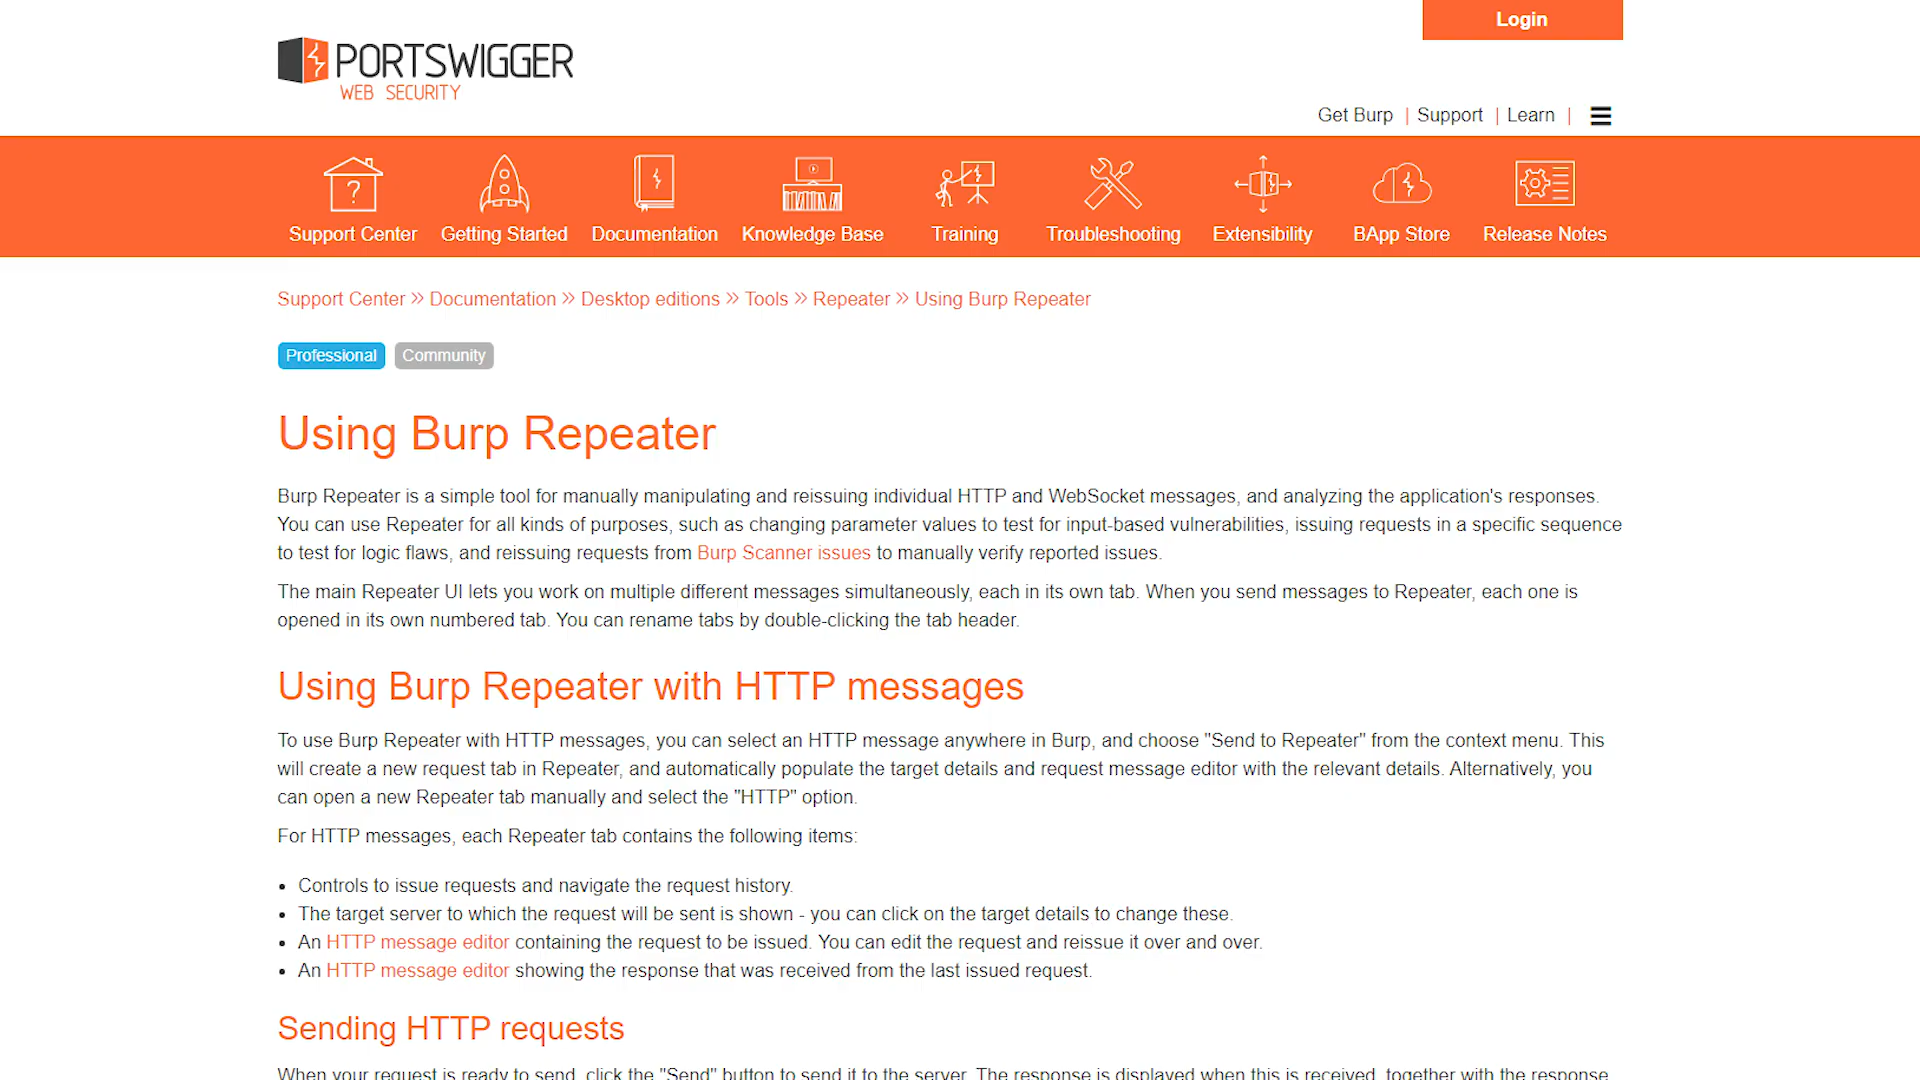 Login
PORTSWIGGER
WEB SECURITY
Get Burp | Support | Learn |
Support Center Getting Started Documentation Knowledge Base Training Troubleshooting Extensibility BApp Store Release Notes
Support Center >> Documentation >> Desktop editions >> Tools >> Repeater >> Using Burp Repeater
Professional Community
Using Burp Repeater
Burp Repeater is a simple tool for manually manipulating and reissuing individual HTTP and WebSocket messages, and analyzing the application's responses.
You can use Repeater for all kinds of purposes, such as changing parameter values to test for input-based vulnerabilities, issuing requests in a specific sequence
to test for logic flaws, and reissuing requests from Burp Scanner issues to manually verify reported issues.
The main Repeater UI lets you work on multiple different messages simultaneously, each in its own tab. When you send messages to Repeater, each one is
opened in its own numbered tab. You can rename tabs by double-clicking the tab header.
Using Burp Repeater with HTTP messages
To use Burp Repeater with HTTP messages, you can select an HTTP message anywhere in Burp, and choose "Send to Repeater" from the context menu. This
will create a new request tab in Repeater, and automatically populate the target details and request message editor with the relevant details. Alternatively, you
can open a new Repeater tab manually and select the "HTTP" option.
For HTTP messages, each Repeater tab contains the following items:
• Controls to issue requests and navigate the request history.
• The target server to which the request will be sent is shown - you can click on the target details to change these.
• An HTTP message editor containing the request to be issued. You can edit the request and reissue it over and over.
• An HTTP message editor showing the response that was received from the last issued request.
Sending HTTP requests
When your request is ready to send, click the "Send" button to send it to the server. The response is displayed when this is received, together with the response